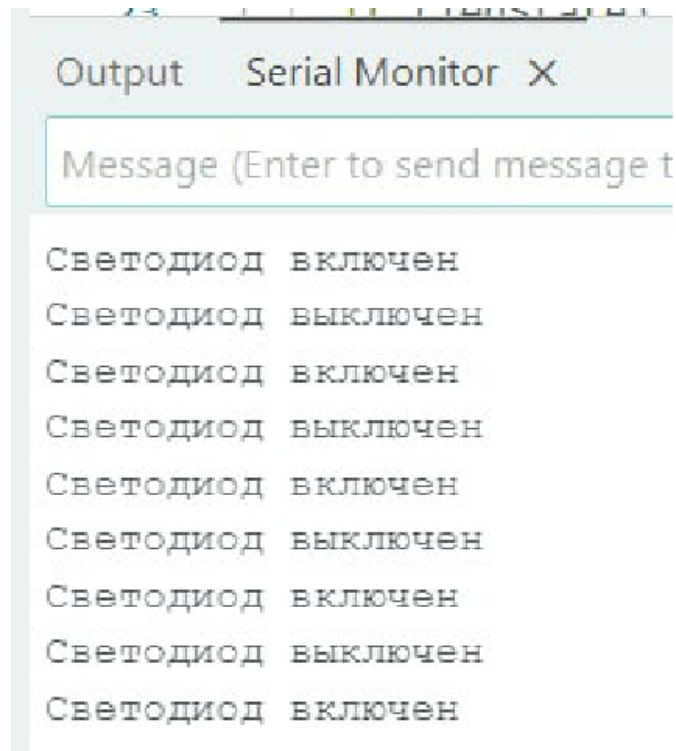 Output Serial Monitor X
Message (Enter to send message t
Светодиод включен
Светодиод выключен
Светодиод включен
Светодиод выключен
Светодиод включен
Светодиод выключен
Светодиод включен
Светодиод выключен
Светодиод включен